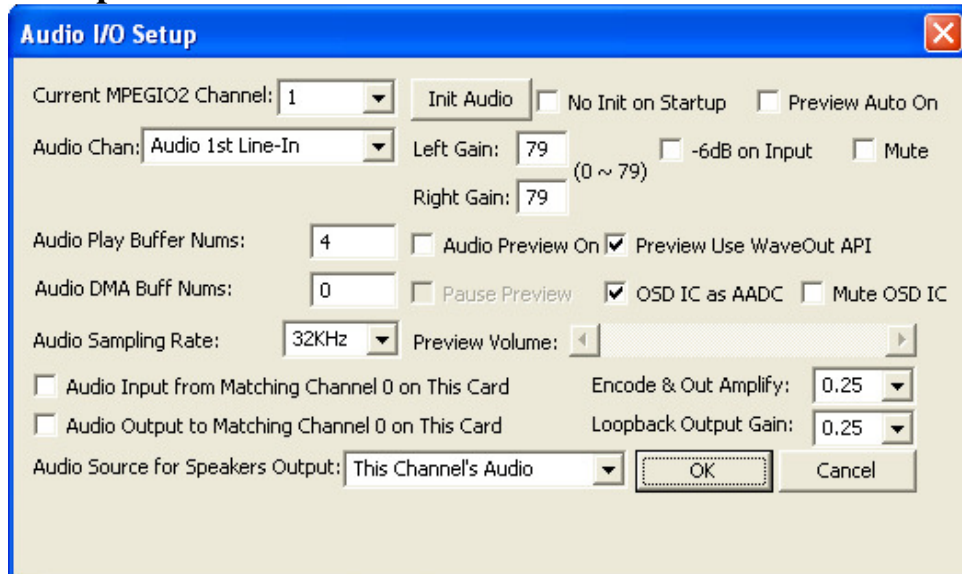 Audio I/O Setup
Current MPEGIO2 Channel: 1 Init Audio No Init on Startup Preview Auto On
Audio Chan: Audio 1st Line-In Left Gain: 79 (0 ~ 79) -6dB on Input Mute
Right Gain: 79
Audio Play Buffer Nums: 4 Audio Preview On Preview Use WaveOut API
Audio DMA Buff Nums: 0 Pause Preview OSD IC as AADC Mute OSD IC
Audio Sampling Rate: 32KHz Preview Volume:
Audio Input from Matching Channel 0 on This Card Encode & Out Amplify: 0.25
Audio Output to Matching Channel 0 on This Card Loopback Output Gain: 0.25
Audio Source for Speakers Output: This Channel's Audio OK Cancel